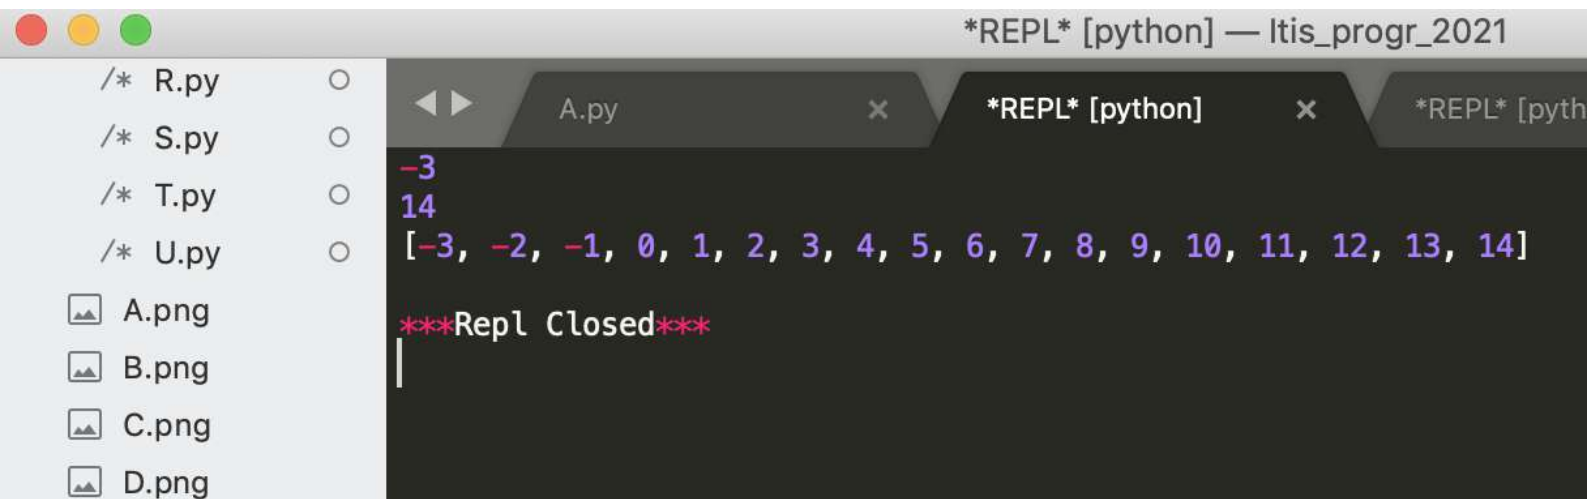 *REPL* [python] — ltis_progr_2021
/* R.py
/* S.py
/* T.py
/* U.py
A.png
B.png
C.png
D.png
A.py
*REPL* [python]
*REPL* [pyth
-3
14
[-3, -2, -1, 0, 1, 2, 3, 4, 5, 6, 7, 8, 9, 10, 11, 12, 13, 14]
***Repl Closed***